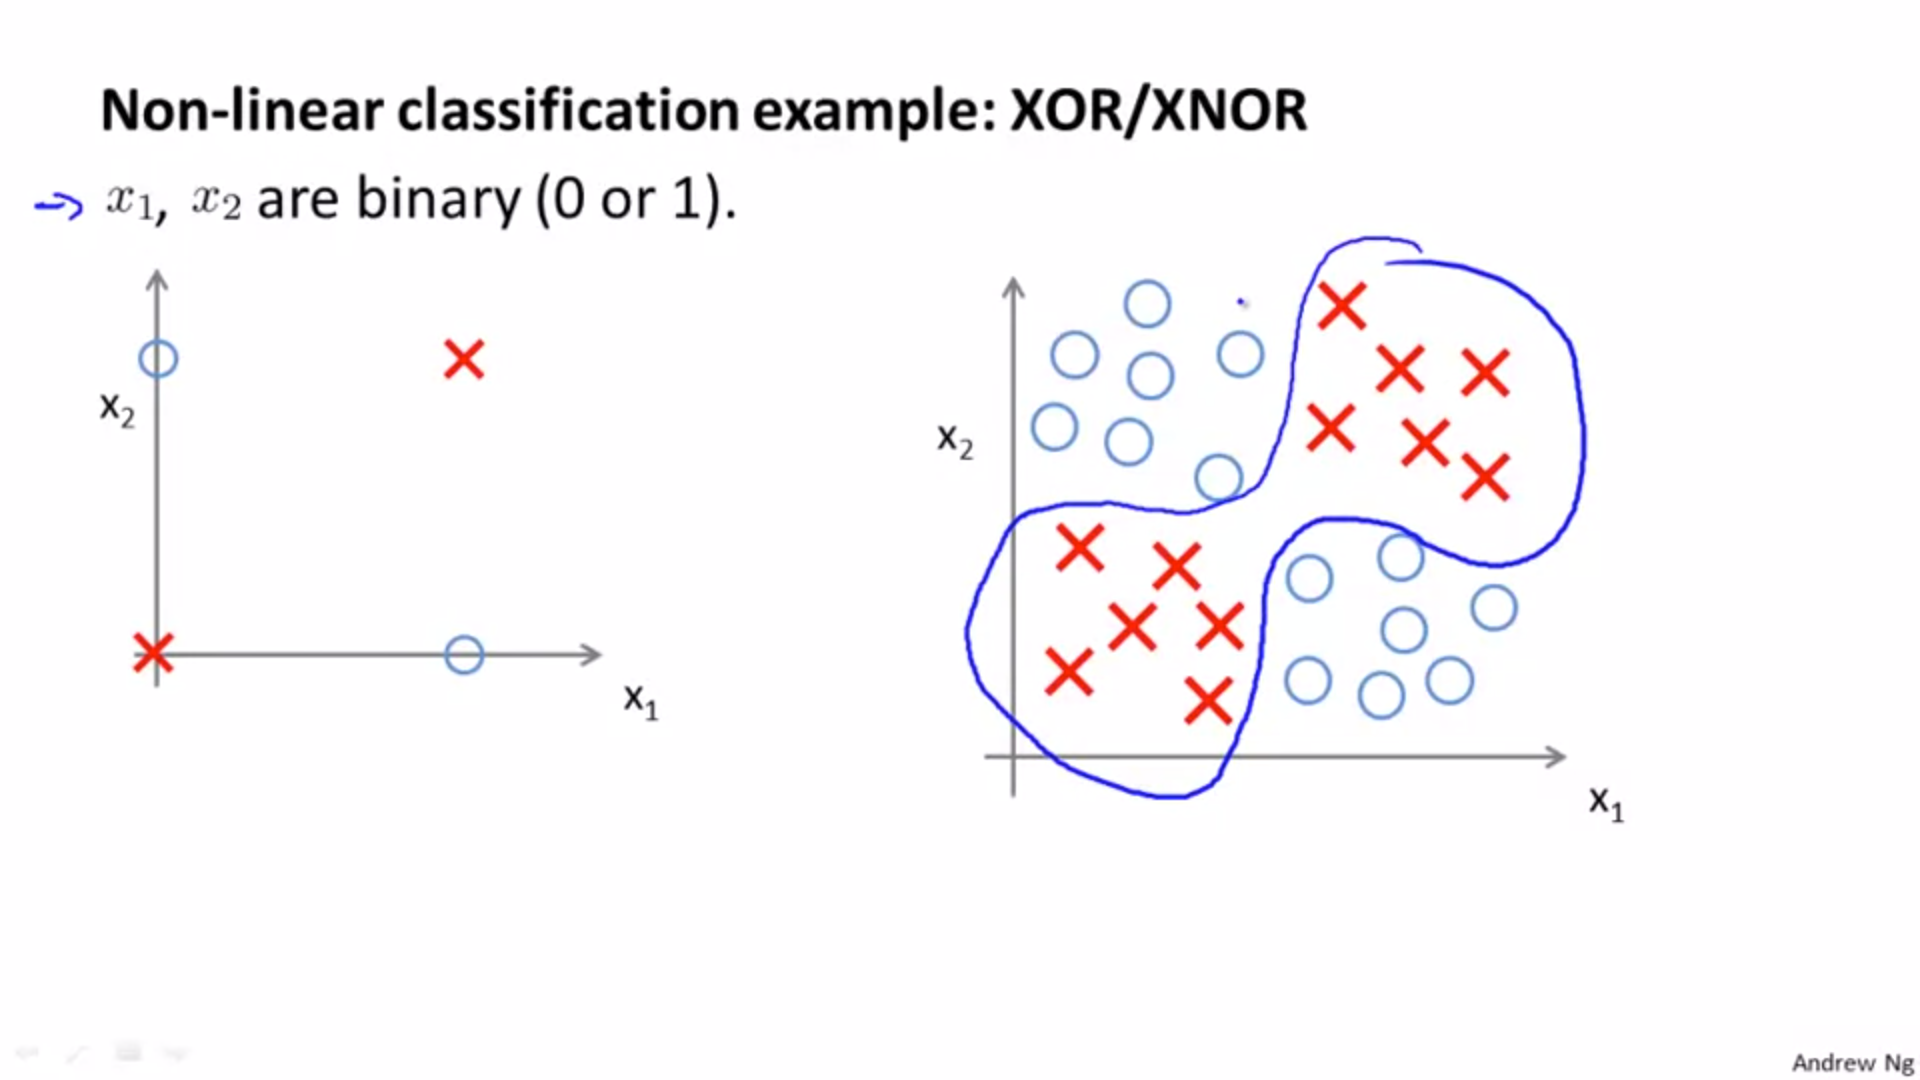 Non-linear classification example: XOR/XNOR
x₁, x₂ are binary (0 or 1).
x₂
x₁
x₂
x₁
Andrew Ng